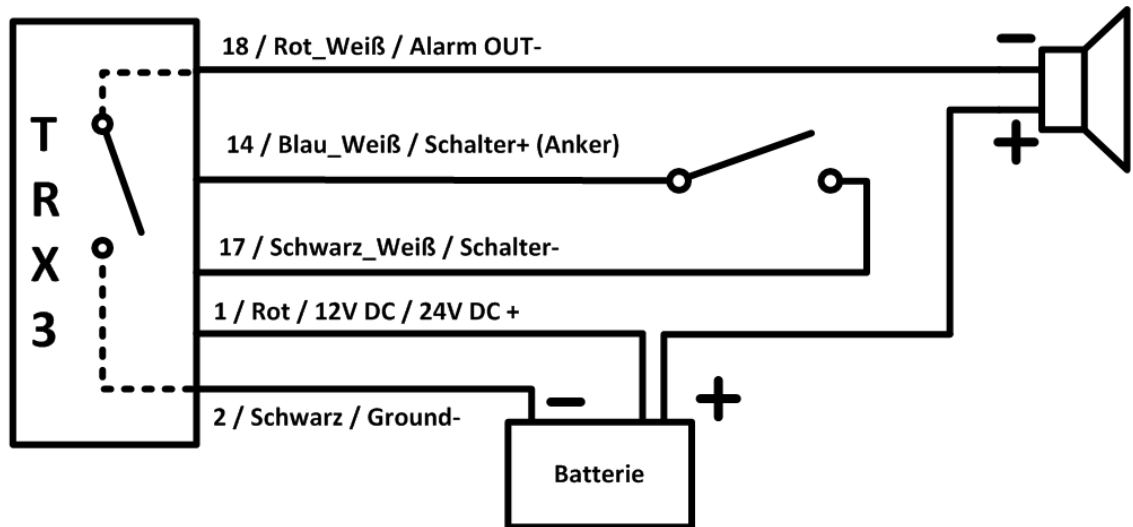 18 / Rot_Weiß / Alarm OUT-
-
+
TRX3
14 / Blau_Weiß / Schalter+ (Anker)
17 / Schwarz_Weiß / Schalter-
1 / Rot / 12V DC / 24V DC +
2 / Schwarz / Ground-
-
+
Batterie